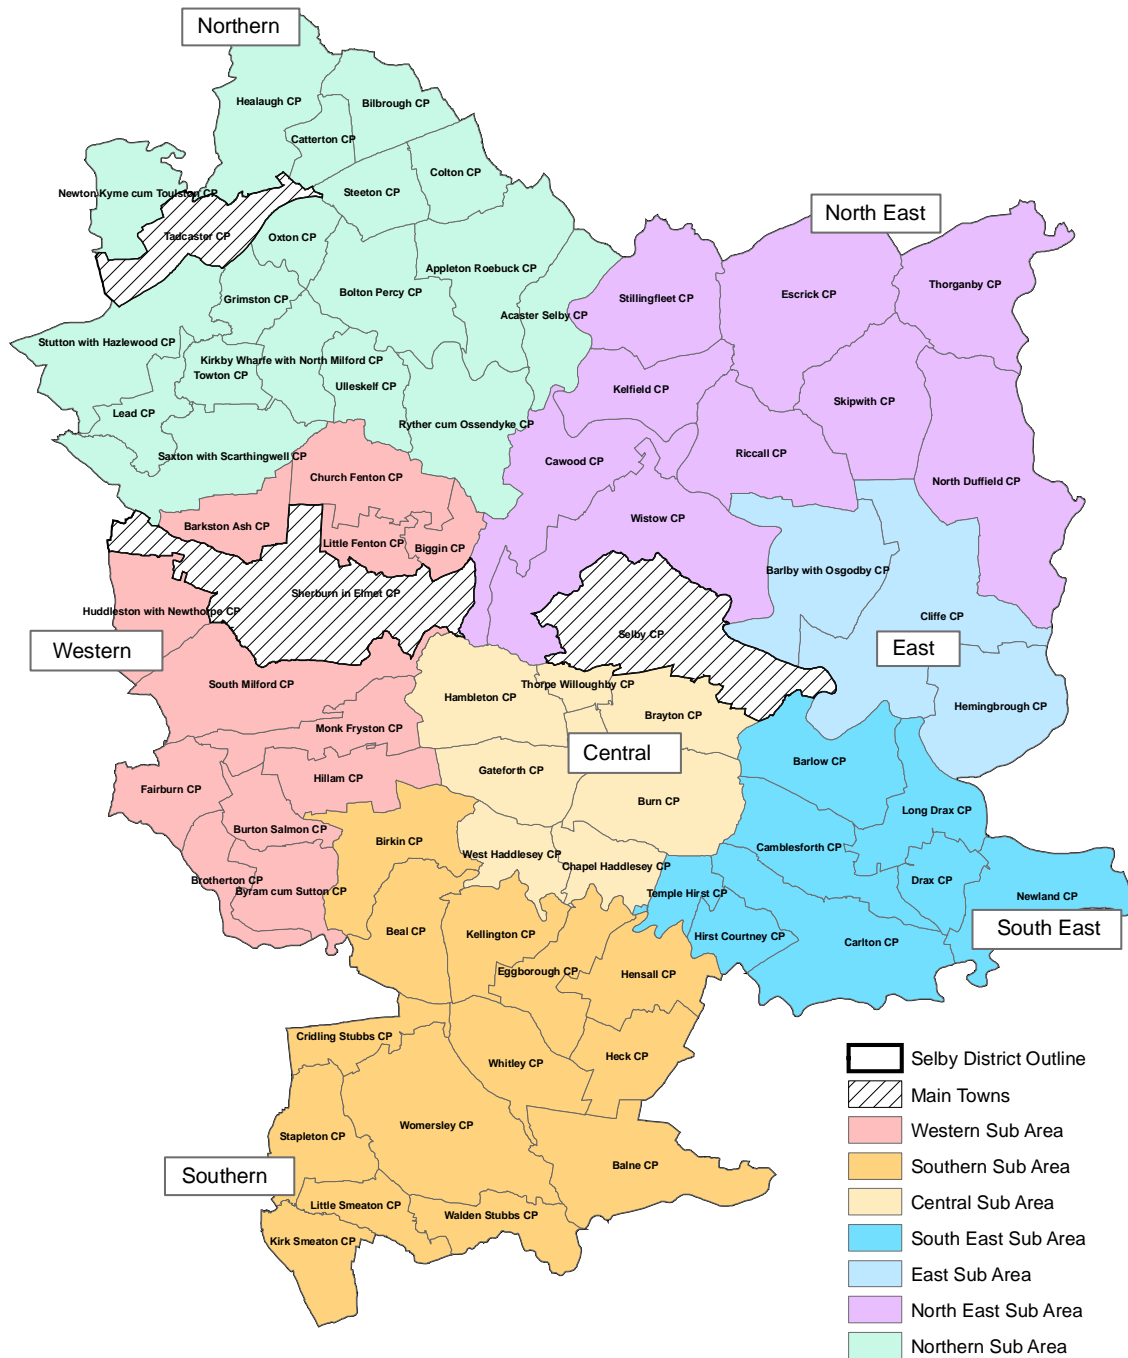 Northern
Healaugh CP
Bilbrough CP
Catterton CP
Colton CP
Steeton CP
Newton Kyme cum Toulston CP
Tadcaster CP
Oxton CP
North East
Appleton Roebuck CP
Bolton Percy CP
Grimston CP
Acaster Selby CP
Stillingfleet CP
Escrick CP
Thorganby CP
Stutton with Hazlewood CP
Kirkby Wharfe with North Milford CP
Towton CP
Ulleskelf CP
Kelfield CP
Skipwith CP
Lead CP
Ryther cum Ossendyke CP
Saxton with Scarthingwell CP
Cawood CP
Riccall CP
Church Fenton CP
North Duffield CP
Barkston Ash CP
Little Fenton CP
Biggin CP
Wistow CP
Barlby with Osgodby CP
Sherburn in Elmet CP
Huddleston with Newthorpe CP
Cliffe CP
Selby CP
Western
East
South Milford CP
Thorpe Willoughby CP
Hambleton CP
Hemingbrough CP
Brayton CP
Monk Fryston CP
Central
Barlow CP
Gateforth CP
Hillam CP
Fairburn CP
Burn CP
Long Drax CP
Burton Salmon CP
Birkin CP
Camblesforth CP
West Haddlesey CP
Chapel Haddlesey CP
Brotherton CP
Byram cum Sutton CP
Temple Hirst CP
Drax CP
Newland CP
South East
Beal CP
Kellington CP
Hirst Courtney CP
Carlton CP
Eggborough CP
Hensall CP
Cridling Stubbs CP
Whitley CP
Heck CP
Womersley CP
Stapleton CP
Balne CP
Southern
Little Smeaton CP
Walden Stubbs CP
Kirk Smeaton CP
Selby District Outline
Main Towns
Western Sub Area
Southern Sub Area
Central Sub Area
South East Sub Area
East Sub Area
North East Sub Area
Northern Sub Area